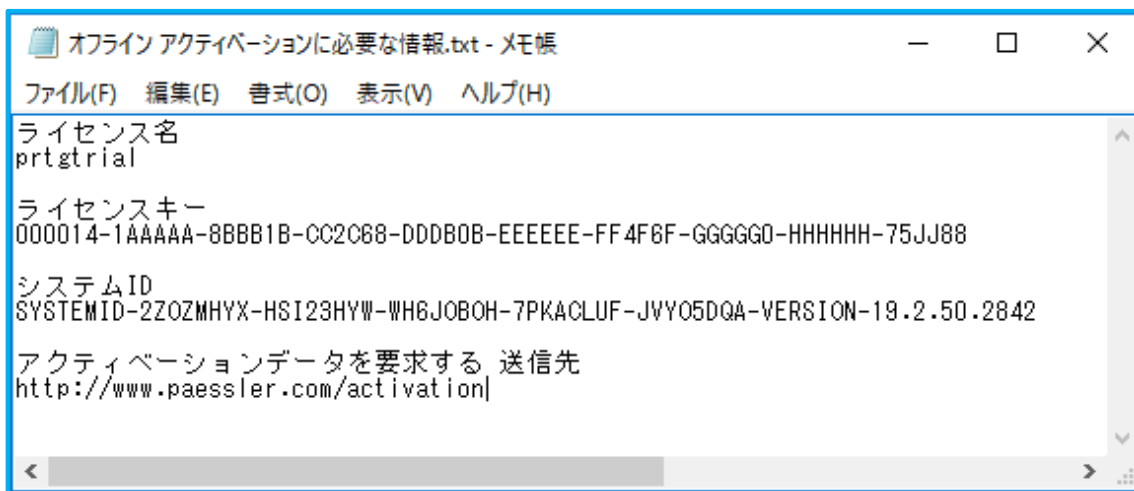 オフライン アクティベーションに必要な情報.txt - メモ帳
ファイル(F) 編集(E) 書式(O) 表示(V) ヘルプ(H)
ライセンス名
prtgtrial
ライセンスキー
000014-1AAAAA-8BBB1B-CC2C68-DDDB0B-EEEEEE-FF4F6F-GGGGG0-HHHHHH-75JJ88
システムID
SYSTEMID-2ZOZMHYX-HSI23HYW-WH6JOBOH-7PKACLUF-JVYO5DQA-VERSION-19.2.50.2842
アクティベーションデータを要求する 送信先
http://www.paessler.com/activation